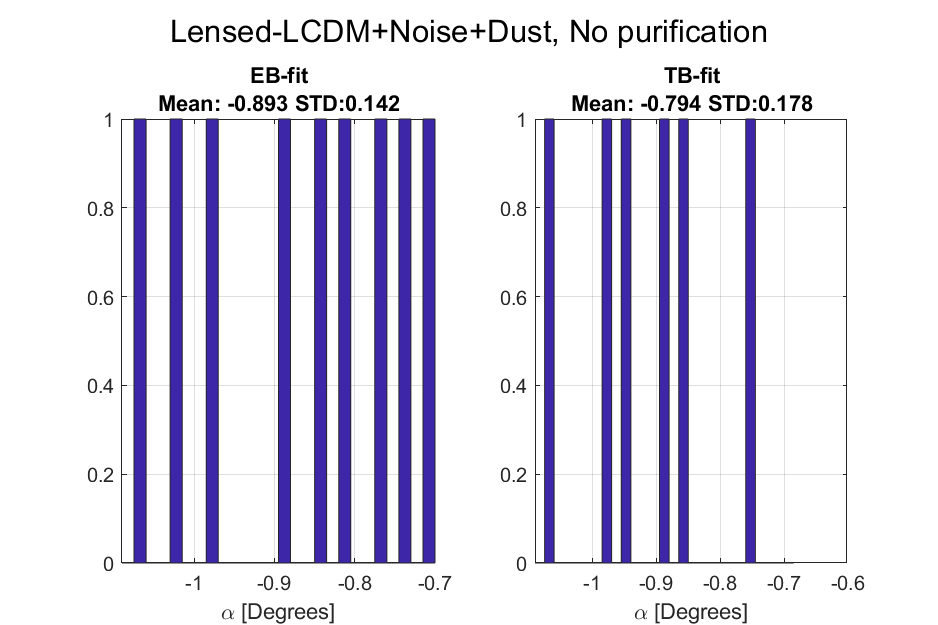 Lensed-LCDM+Noise+Dust, No purification
EB-fit
Mean: -0.893 STD:0.142
1
0.8
0.6
0.4
0.2
0
-1 -0.9 -0.8 -0.7
α [Degrees]
TB-fit
Mean: -0.794 STD:0.178
1
0.8
0.6
0.4
0.2
0
-1 -0.9 -0.8 -0.7 -0.6
α [Degrees]